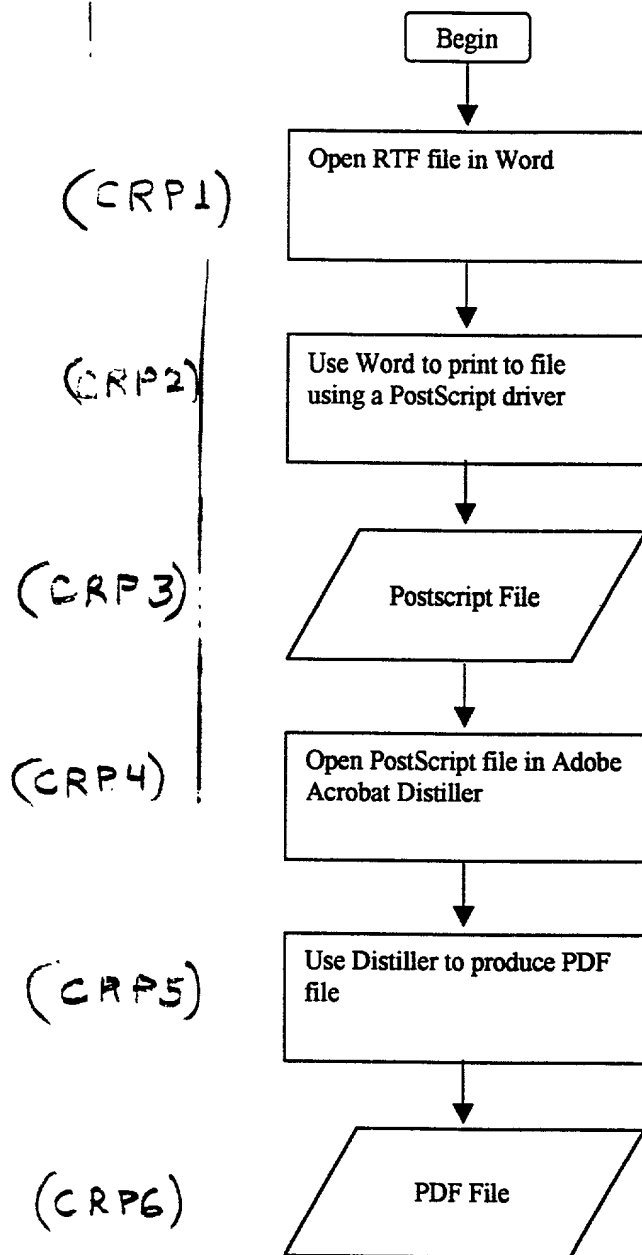 Begin
(CRP1)
Open RTF file in Word
(CRP2)
Use Word to print to file
using a PostScript driver
(CRP3)
Postscript File
(CRP4)
Open PostScript file in Adobe
Acrobat Distiller
(CRP5)
Use Distiller to produce PDF
file
(CRP6)
PDF File